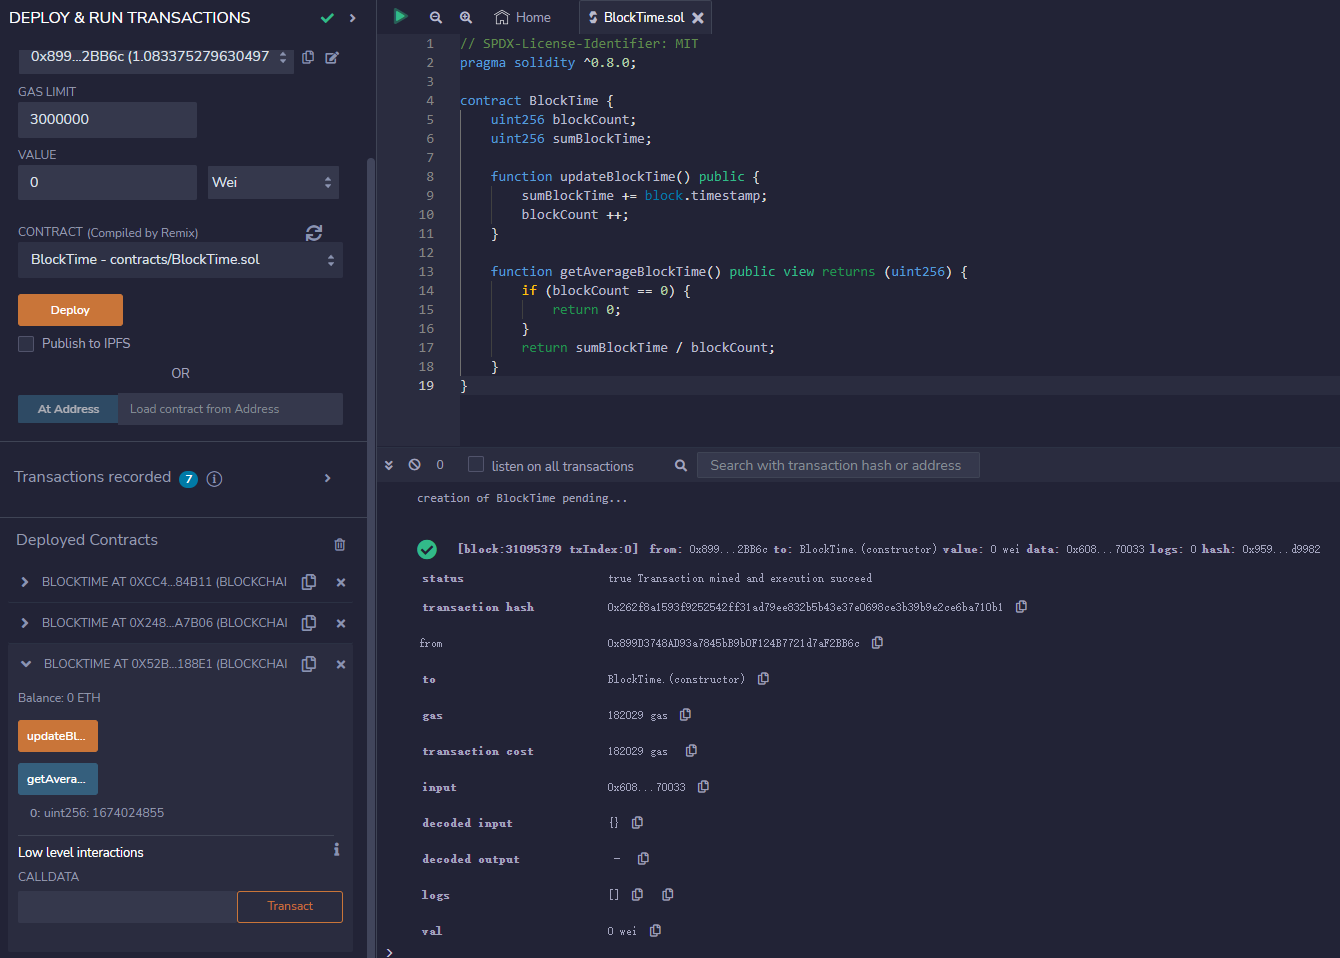 DEPLOY & RUN TRANSACTIONS
0x899...2BB6c (1.083375279630497
GAS LIMIT
3000000
VALUE
0
Wei
CONTRACT (Compiled by Remix)
BlockTime - contracts/BlockTime.sol
Deploy
Publish to IPFS
OR
At Address
Load contract from Address
Transactions recorded 7 i
Deployed Contracts
BLOCKTIME AT 0XCC4...84B11 (BLOCKCHAI
BLOCKTIME AT 0X248...A7B06 (BLOCKCHAI
BLOCKTIME AT 0X52B...188E1 (BLOCKCHAI
Balance: 0 ETH
updateBl...
getAvera...
0: uint256: 1674024855
Low level interactions
CALLDATA
Transact
Home
BlockTime.sol
1 // SPDX-License-Identifier: MIT
2 pragma solidity ^0.8.0;
3
4 contract BlockTime {
5 uint256 blockCount;
6 uint256 sumBlockTime;
7
8 function updateBlockTime() public {
9 sumBlockTime += block.timestamp;
10 blockCount ++;
11 }
12
13 function getAverageBlockTime() public view returns (uint256) {
14 if (blockCount == 0) {
15 return 0;
16 }
17 return sumBlockTime / blockCount;
18 }
19 }
0
listen on all transactions
Search with transaction hash or address
creation of BlockTime pending...
[block:31095379 txIndex:0] from: 0x899...2BB6c to: BlockTime.(constructor) value: 0 wei data: 0x608...70033 logs: 0 hash: 0x959...d9982
status true Transaction mined and execution succeed
transaction hash 0x262f8a1593f9252542ff31ad79ee832b5b43e37e0698ce3b39b9e2ce6ba710b1
from 0x899D3748AD93a7845bB9b0F124B7721d7aF2BB6c
to BlockTime.(constructor)
gas 182029 gas
transaction cost 182029 gas
input 0x608...70033
decoded input {}
decoded output -
logs []
val 0 wei
>